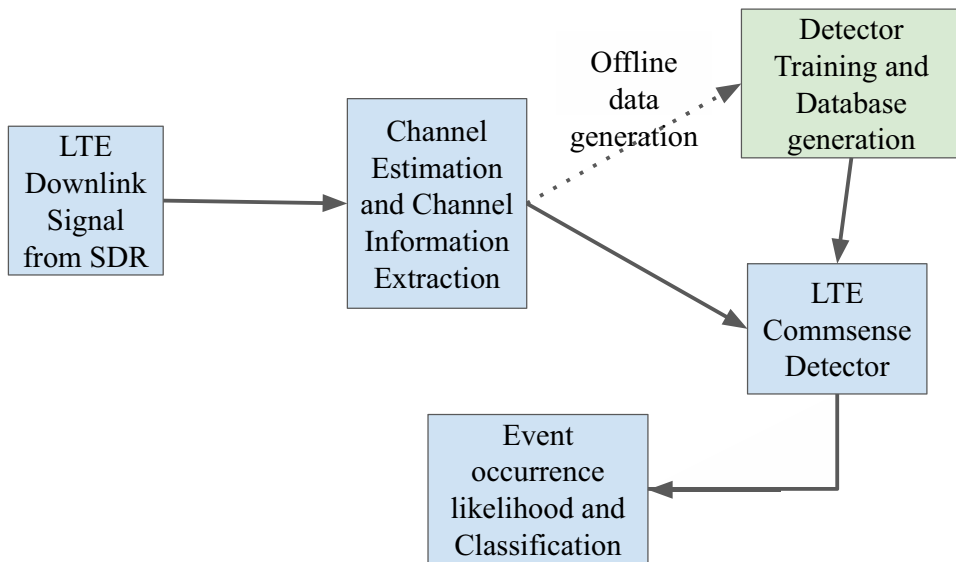 LTE
Downlink
Signal
from SDR
Channel
Estimation
and Channel
Information
Extraction
Offline
data
generation
Detector
Training and
Database
generation
LTE
Commsense
Detector
Event
occurrence
likelihood and
Classification